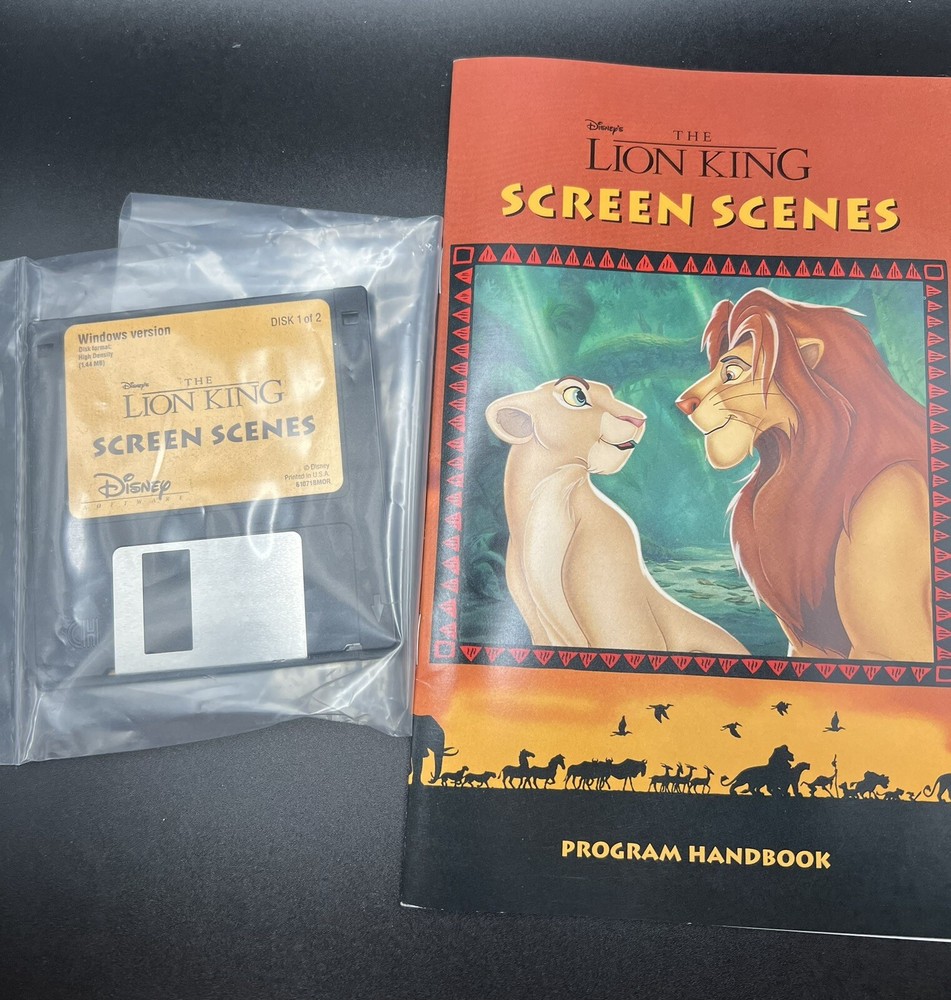 Windows version
Disk format:
High Density
(1.44 MB)
DISK 1 of 2
Disney's
THE
LION KING
SCREEN SCENES
Disney
SOFTWARE
© Disney
Printed in U.S.A.
Disney's
THE
LION KING
SCREEN SCENES
PROGRAM HANDBOOK